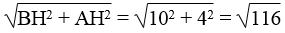 √(BH² + AH²) = √(10² + 4²) = √116